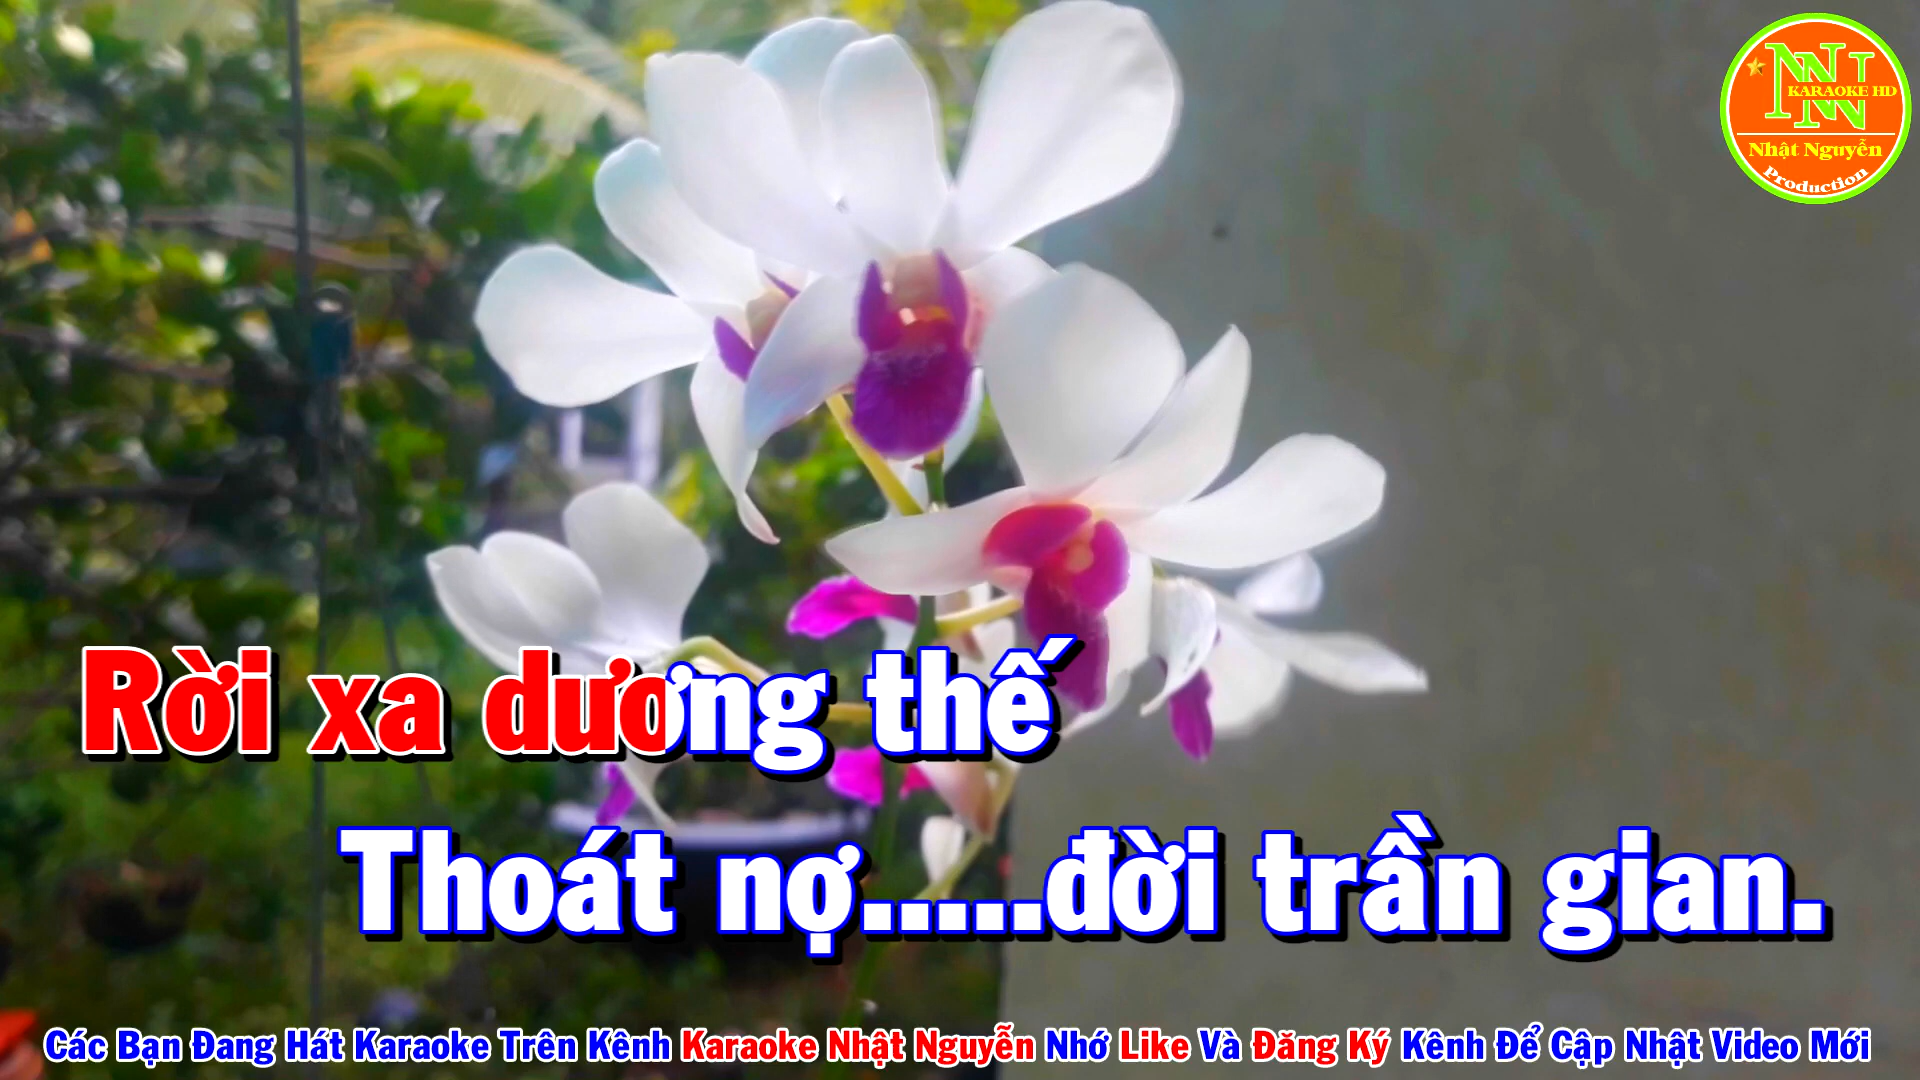 NN
KARAOKE HD
NN
Nhật Nguyễn
Production
Rời xa dương thế
Thoát nợ.....đời trần gian.
Các Bạn Đang Hát Karaoke Trên Kênh Karaoke Nhật Nguyễn Nhớ Like Và Đăng Ký Kênh Để Cập Nhật Video Mới